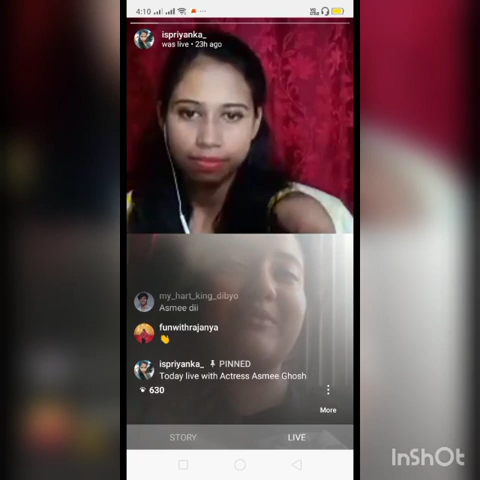 4:10
ispriyanka_
was live • 23h ago
my_hart_king_dibyo
Asmee dii
funwithrajanya
👏
ispriyanka_ PINNED
Today live with Actress Asmee Ghosh
630
More
STORY LIVE
InShOt